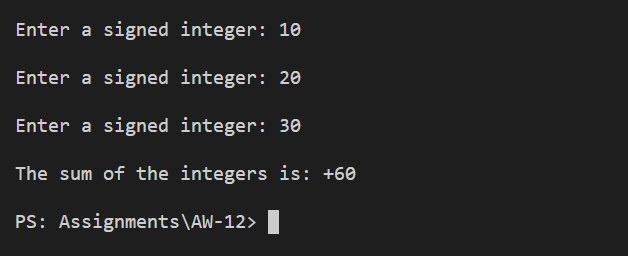 Enter a signed integer: 10
Enter a signed integer: 20
Enter a signed integer: 30
The sum of the integers is: +60
PS: Assignments\AW-12>